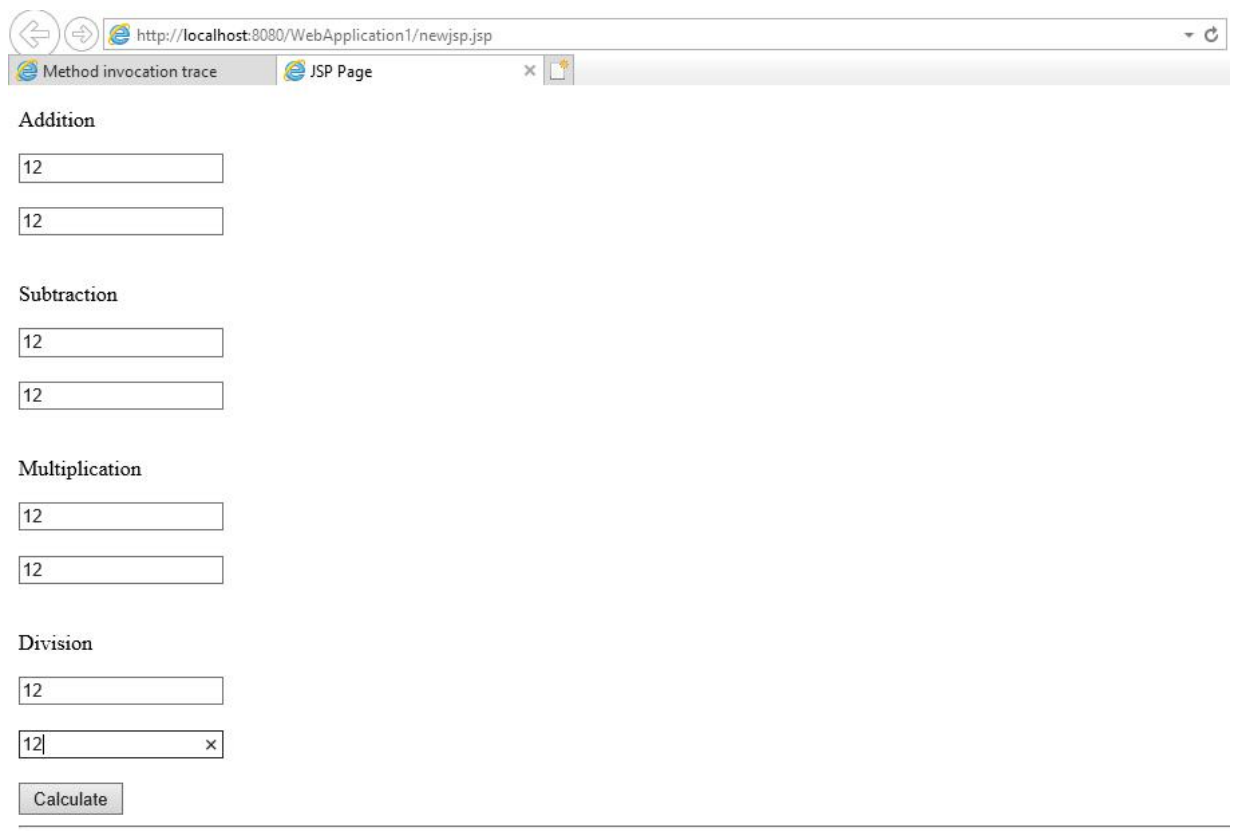 http://localhost:8080/WebApplication1/newjsp.jsp
Method invocation trace
JSP Page
Addition
12
12
Subtraction
12
12
Multiplication
12
12
Division
12
12
Calculate